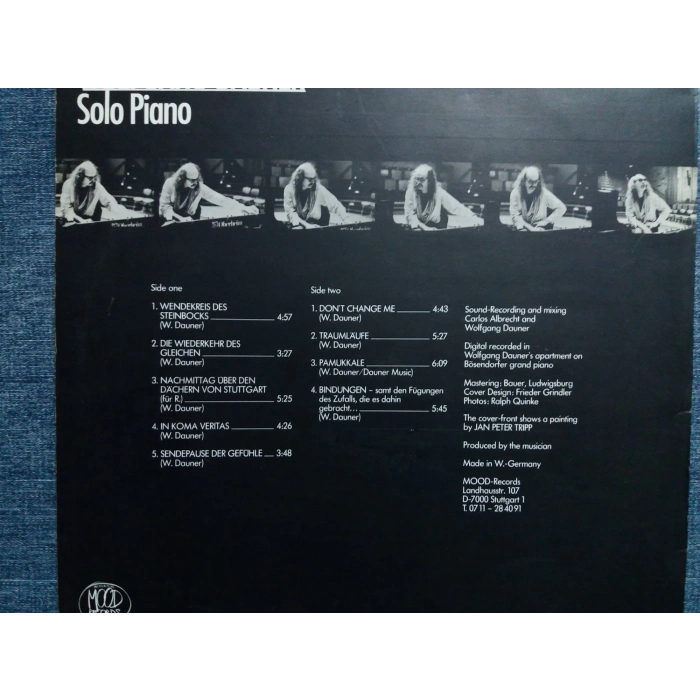 Solo Piano
Side one
1. WENDEKREIS DES
STEINBOCKS 4:57
(W. Dauner)
2. DIE WIEDERKEHR DES
GLEICHEN 3:27
(W. Dauner)
3. NACHMITTAG ÜBER DEN
DÄCHERN VON STUTTGART
(für R.) 5:25
(W. Dauner)
4. IN KOMA VERITAS 4:26
(W. Dauner)
5. SENDEPAUSE DER GEFÜHLE 3:48
(W. Dauner)
Side two
1. DON'T CHANGE ME 4:43
(W. Dauner)
2. TRAUMLÄUFE 5:27
(W. Dauner)
3. PAMUKKALE 6:09
(W. Dauner/Dauner Music)
4. BINDUNGEN – samt den Fügungen
des Zufalls, die es dahin
gebracht... 5:45
(W. Dauner)
Sound-Recording and mixing
Carlos Albrecht and
Wolfgang Dauner
Digital recorded in
Wolfgang Dauner's apartment on
Bösendorfer grand piano
Mastering: Bauer, Ludwigsburg
Cover Design: Frieder Grindler
Photos: Ralph Quinke
The cover-front shows a painting
by JAN PETER TRIPP
Produced by the musician
Made in W.-Germany
MOOD-Records
Landhausstr. 107
D-7000 Stuttgart 1
T. 07 11 – 28 40 91
MOOD
RECORDS